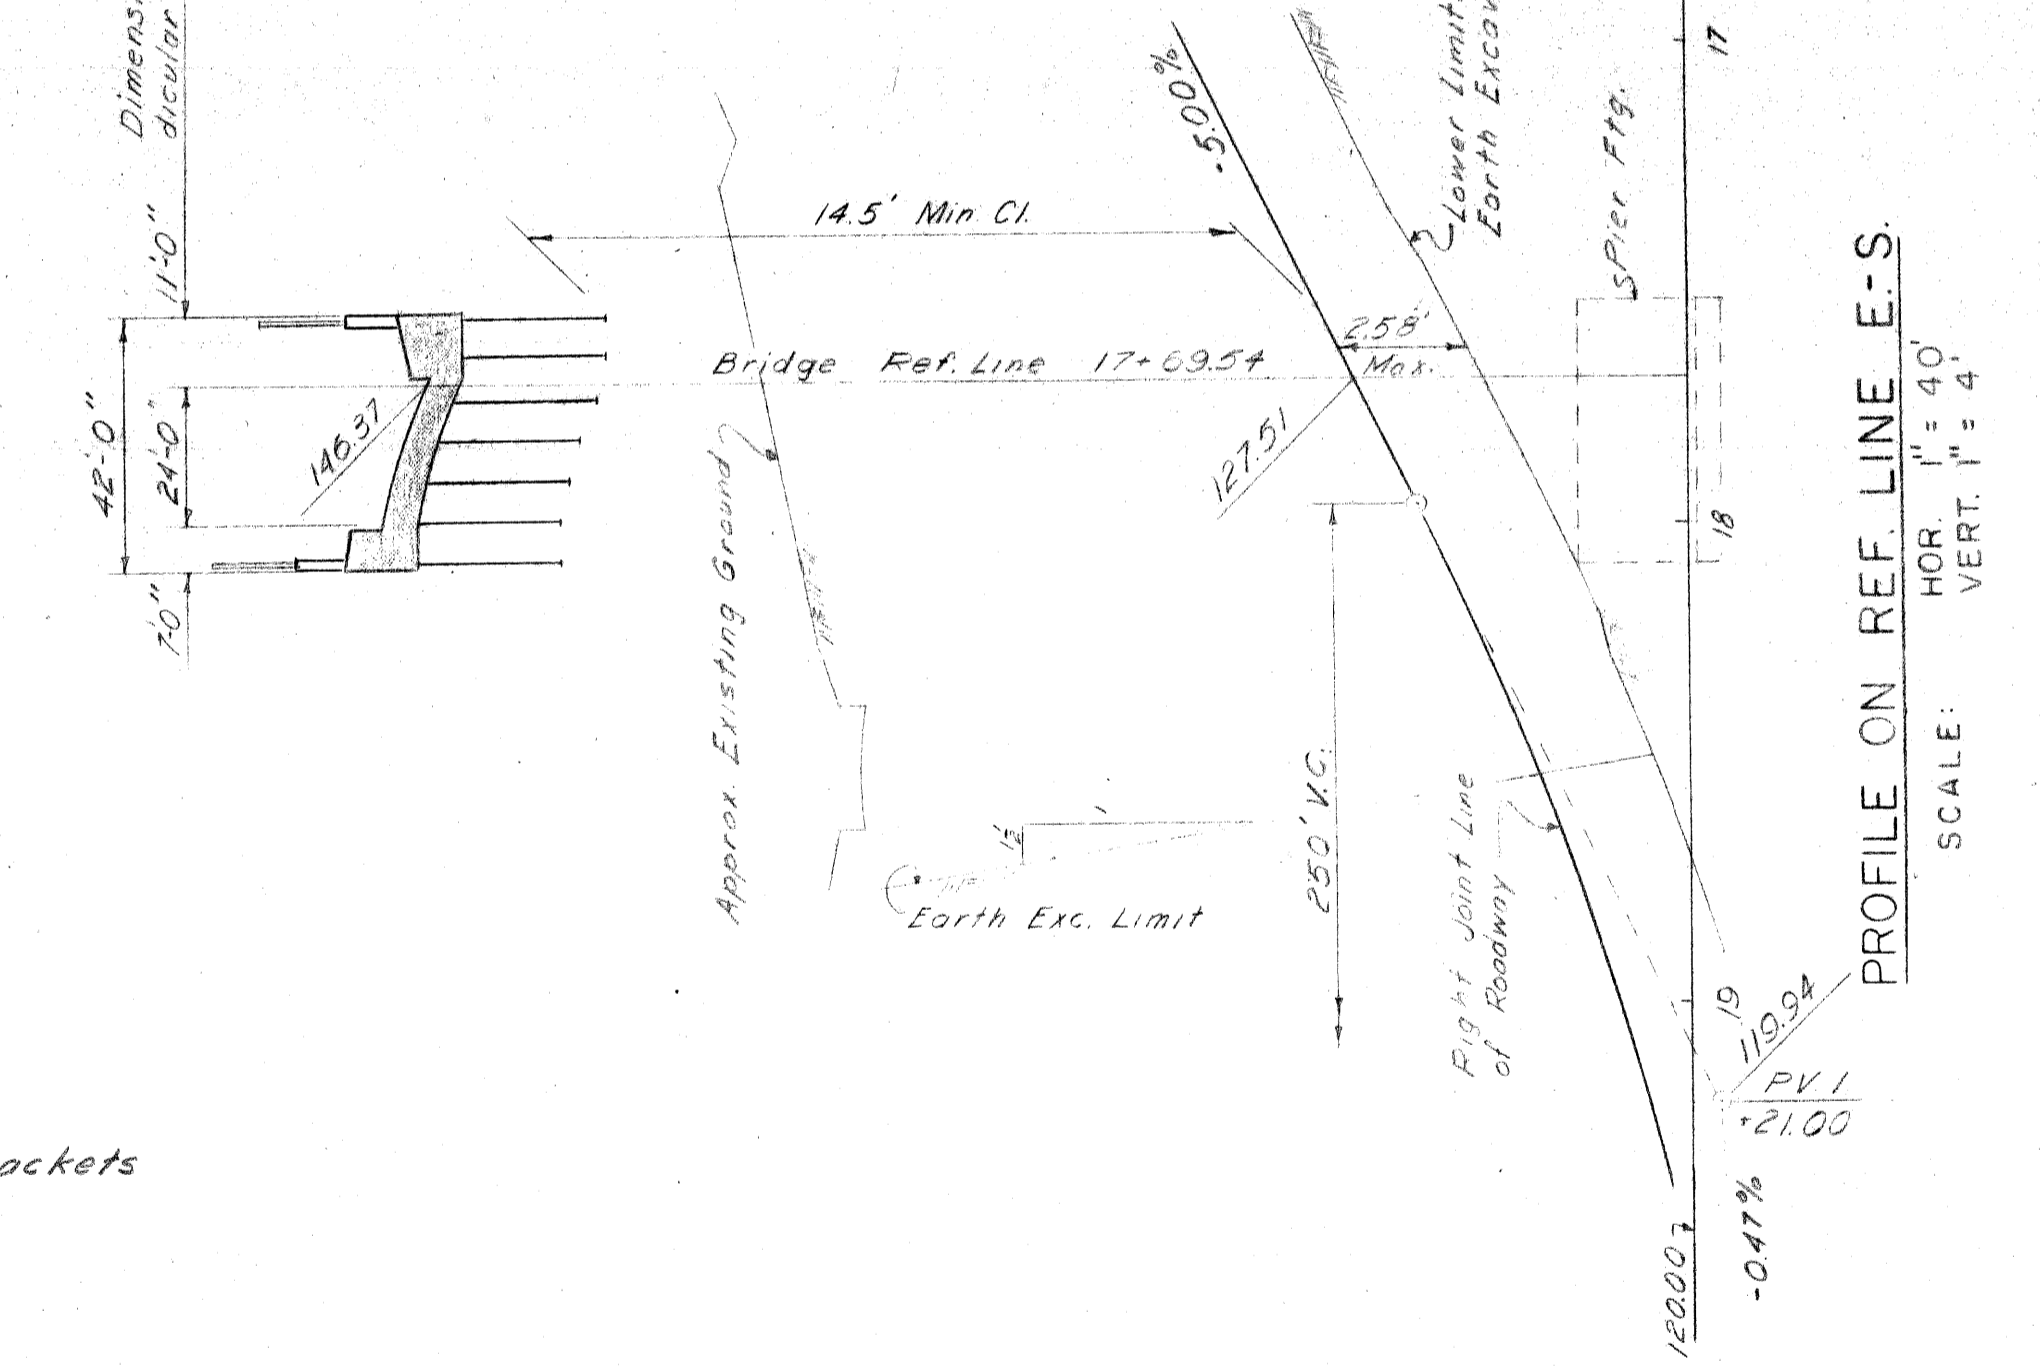 Dimensi
dicular
11'-0"
42'-0"
24'-0"
7'-0"
146.37
14.5' Min Cl.
Bridge Ref. Line 17+69.54
Approx. Existing Ground
1½
1
Earth Exc. Limit
127.51
.5.00%
2.58'
Max.
Lower Limit
Earth Excav
Pier Ftg.
17
18
19
250' V.C.
Right Joint Line
of Roadway
119.94
P.V.I
+21.00
-0.47%
120.00
PROFILE ON REF. LINE E.-S.
SCALE: HOR. 1" = 40'
VERT. 1" = 4'
ackets